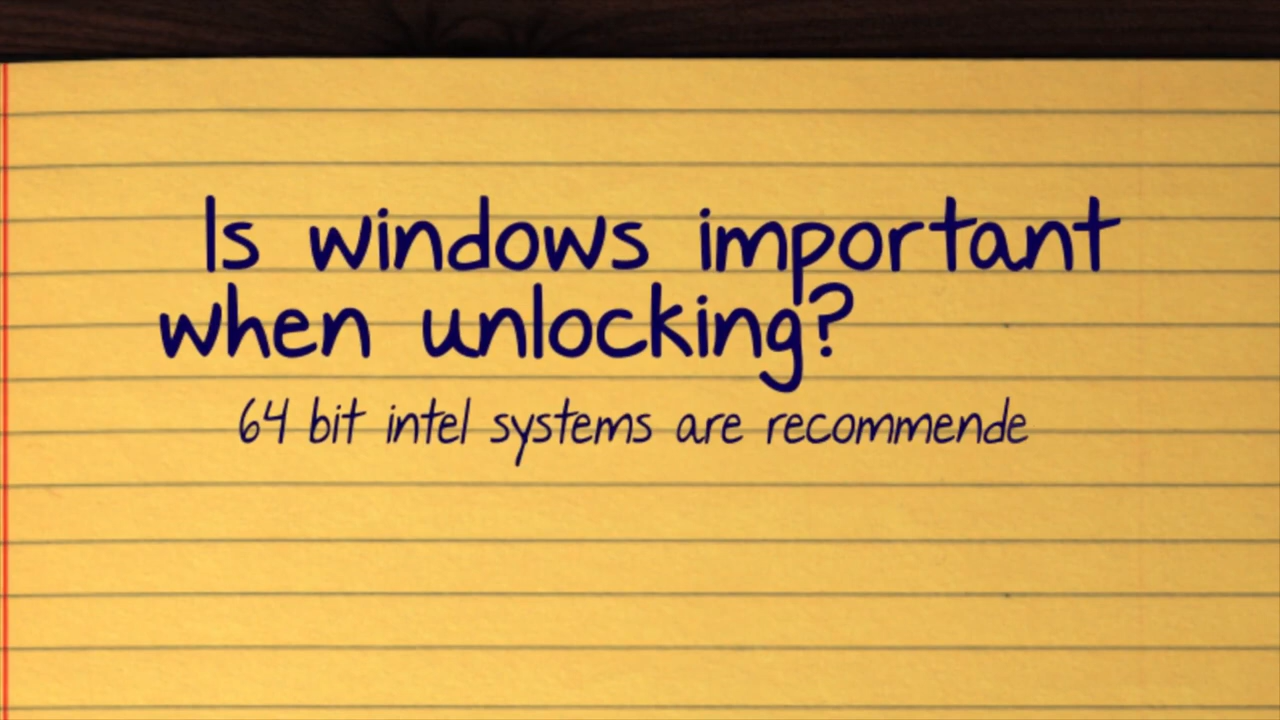 Is windows important
when unlocking?
64 bit intel systems are recommende